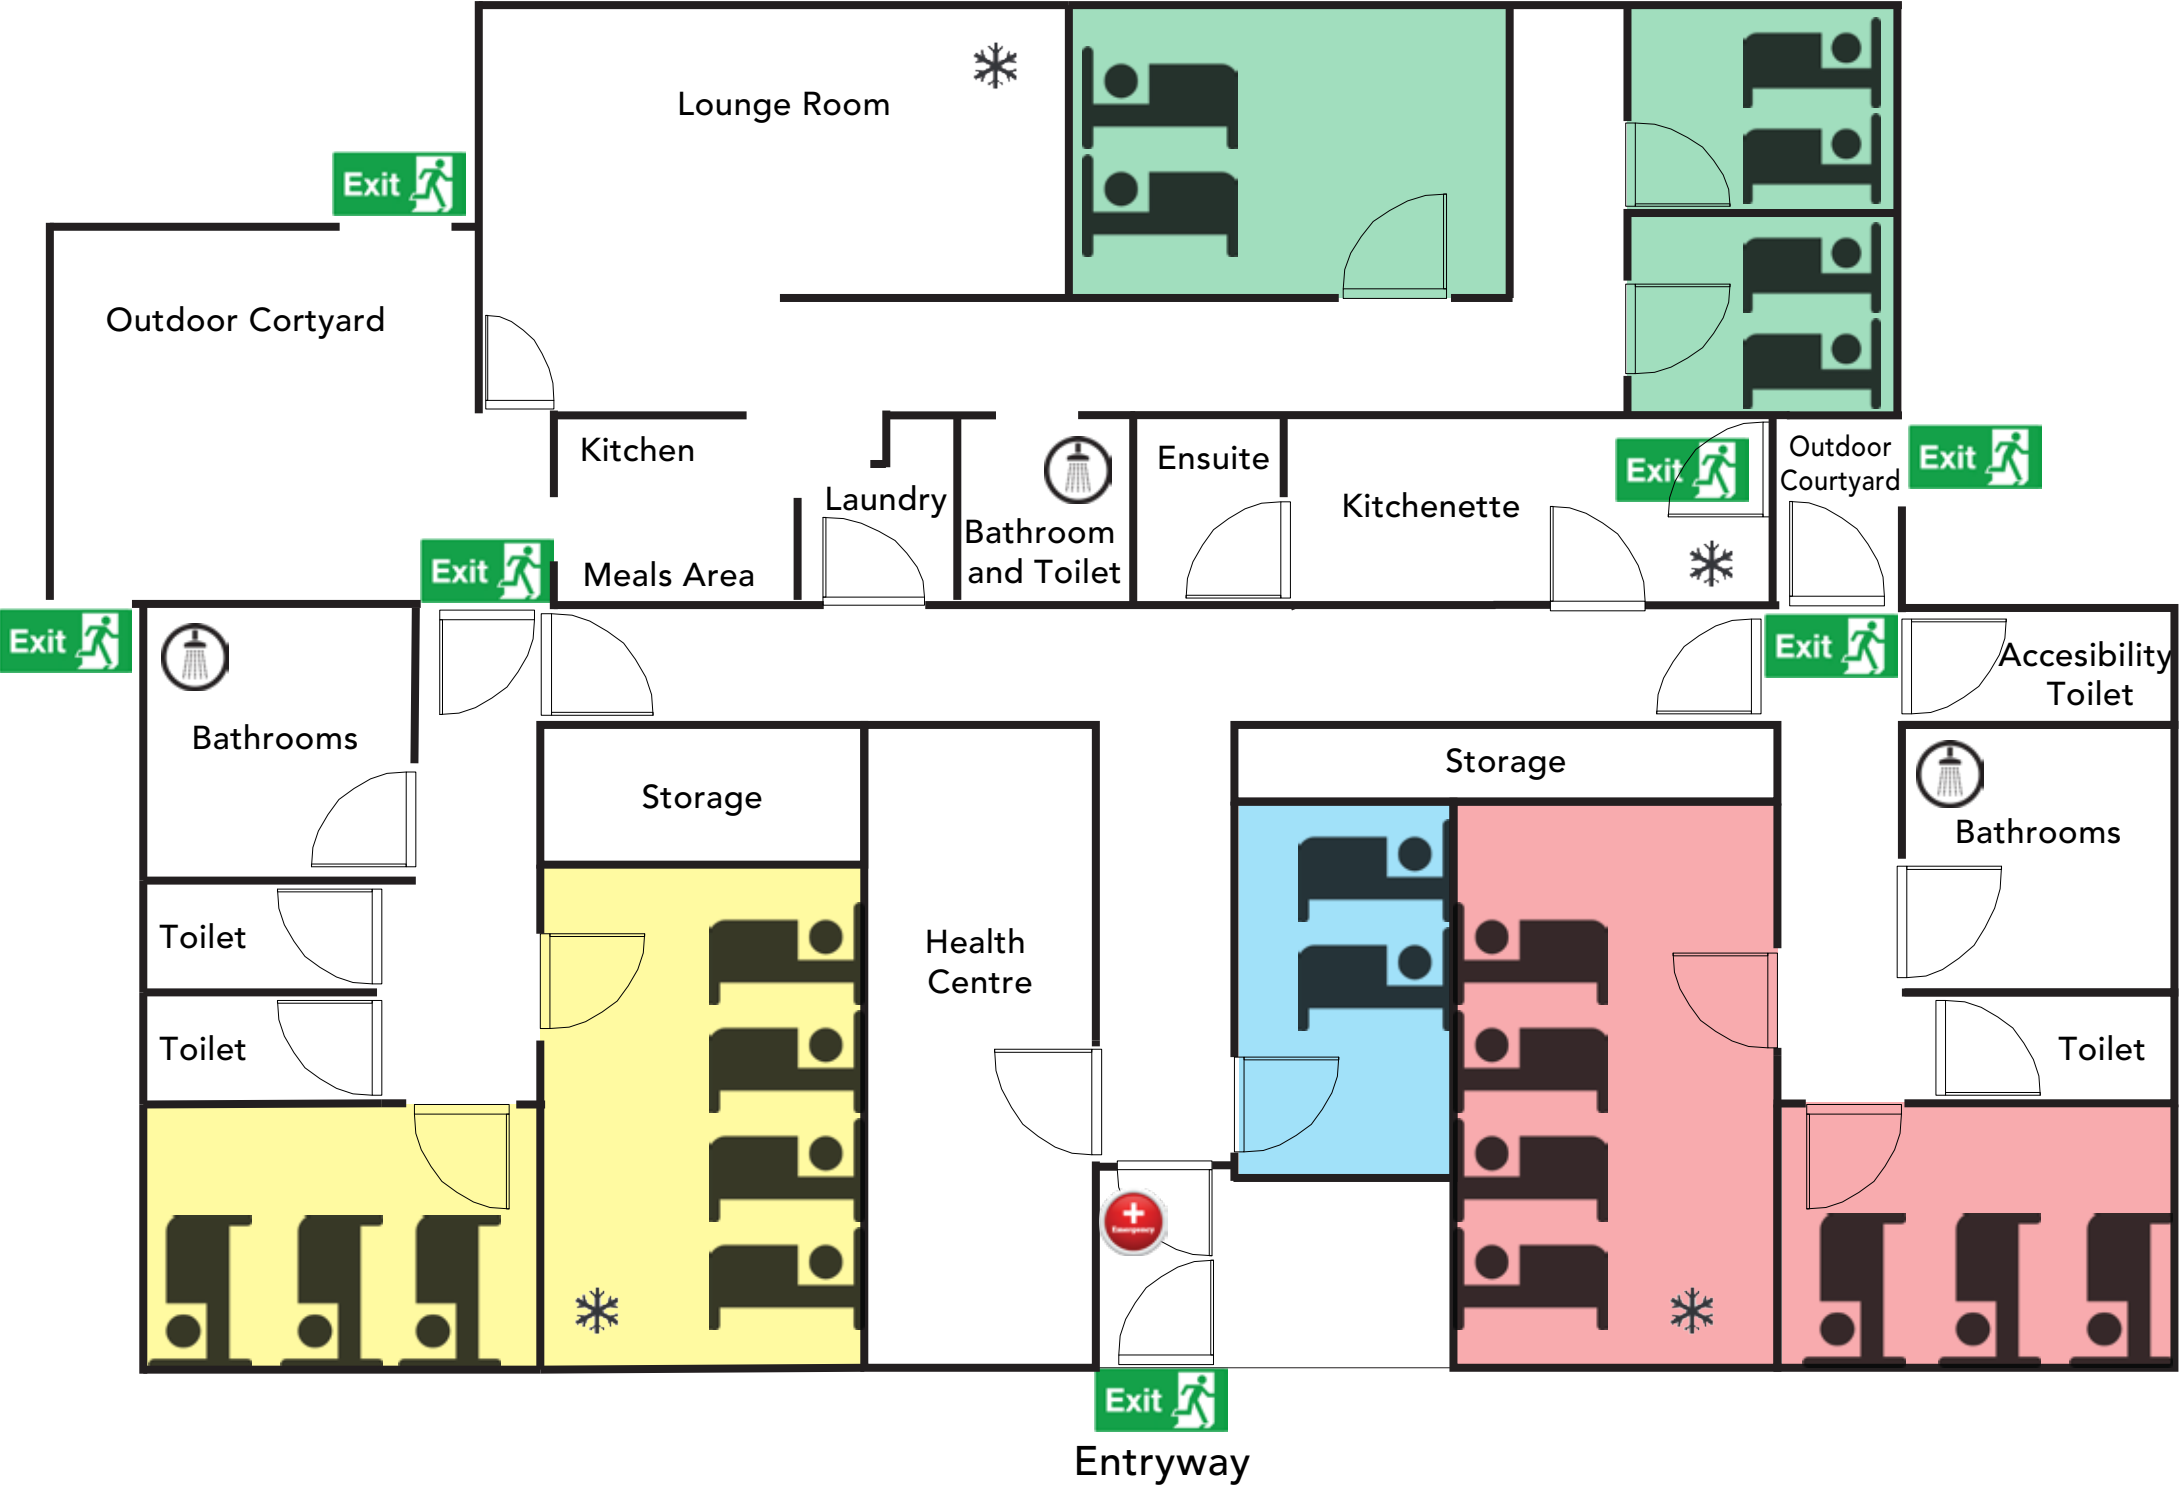 Lounge Room
Exit
Outdoor Cortyard
Kitchen
Ensuite
Outdoor
Courtyard
Exit
Exit
Laundry
Kitchenette
Bathroom
and Toilet
Meals Area
Exit
Exit
Exit
Accesibility
Toilet
Bathrooms
Storage
Storage
Bathrooms
Toilet
Health
Centre
Toilet
Toilet
Emergency
Exit
Entryway